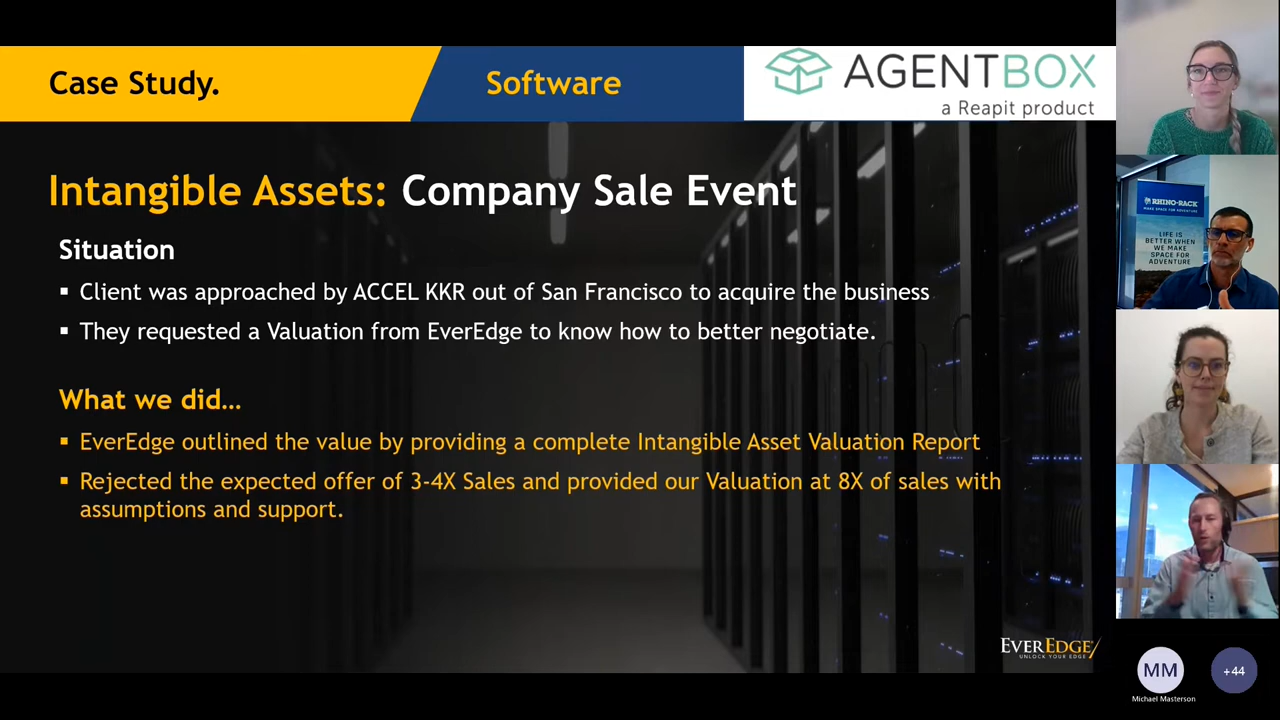 Case Study.
Software
AGENTBOX
a Reapit product
Intangible Assets: Company Sale Event
Situation
▪ Client was approached by ACCEL KKR out of San Francisco to acquire the business
▪ They requested a Valuation from EverEdge to know how to better negotiate.
What we did...
▪ EverEdge outlined the value by providing a complete Intangible Asset Valuation Report
▪ Rejected the expected offer of 3-4X Sales and provided our Valuation at 8X of sales with
assumptions and support.
EVEREDGE
UNLOCK YOUR EDGE
RHINO-RACK
MAKE SPACE FOR ADVENTURE
LIFE IS
BETTER WHEN
WE MAKE
SPACE FOR
ADVENTURE
MM
+44
Michael Masterson